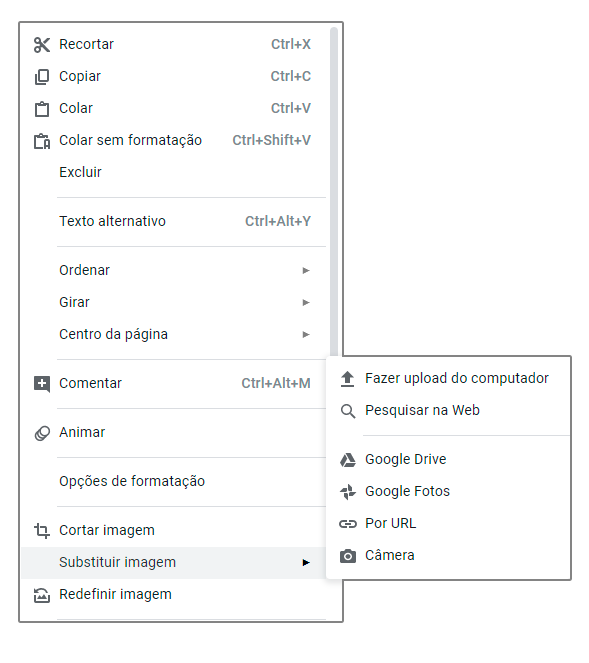 Recortar Ctrl+X
Copiar Ctrl+C
Colar Ctrl+V
Colar sem formatação Ctrl+Shift+V
Excluir
Texto alternativo Ctrl+Alt+Y
Ordenar
Girar
Centro da página
Comentar Ctrl+Alt+M
Animar
Opções de formatação
Cortar imagem
Substituir imagem
Redefinir imagem
Fazer upload do computador
Pesquisar na Web
Google Drive
Google Fotos
Por URL
Câmera